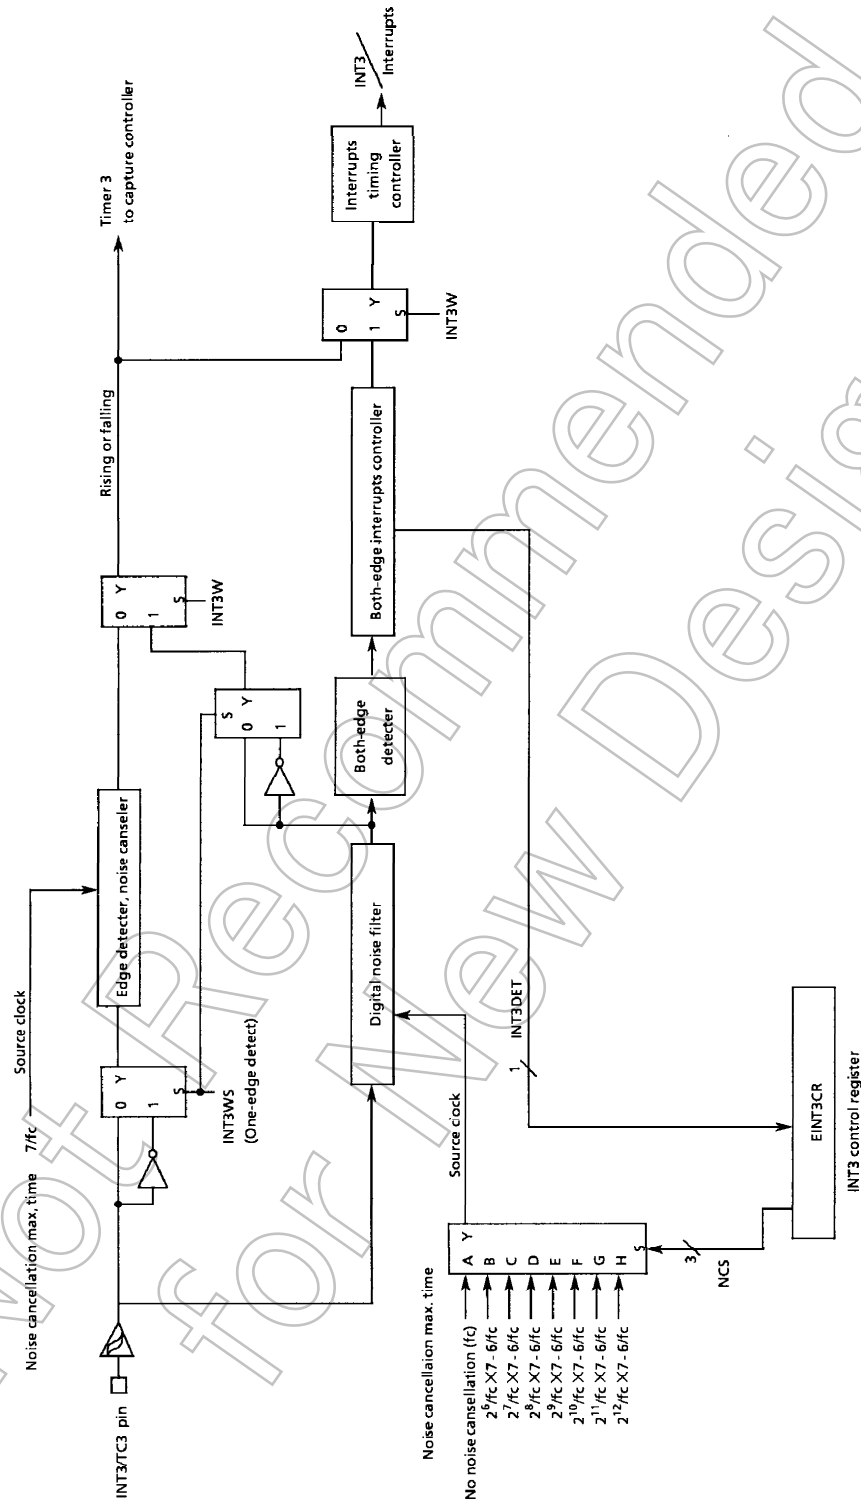 INT3/TC3 pin
Noise cancellation max, time 7/fc
Source clock
0 Y
1
S
INT3WS
(One-edge detect)
Edge detecter, noise canseler
S
0 Y
1
0 Y
1
S
INT3W
Rising or falling
Timer 3
to capture controller
Digital noise filter
Both-edge
detecter
Both-edge interrupts controller
0
1 Y
S
INT3W
Interrupts
timing
controller
INT3
Interrupts
Noise cancellaion max. time
No noise cansellation (fc)
2^6/fc X7 - 6/fc
2^7/fc X7 - 6/fc
2^8/fc X7 - 6/fc
2^9/fc X7 - 6/fc
2^10/fc X7 - 6/fc
2^11/fc X7 - 6/fc
2^12/fc X7 - 6/fc
A Y
B
C
D
E
F
G
H
S
Source clock
3
NCS
1
INT3DET
EINT3CR
INT3 control register
Not Recommended
for New Desig